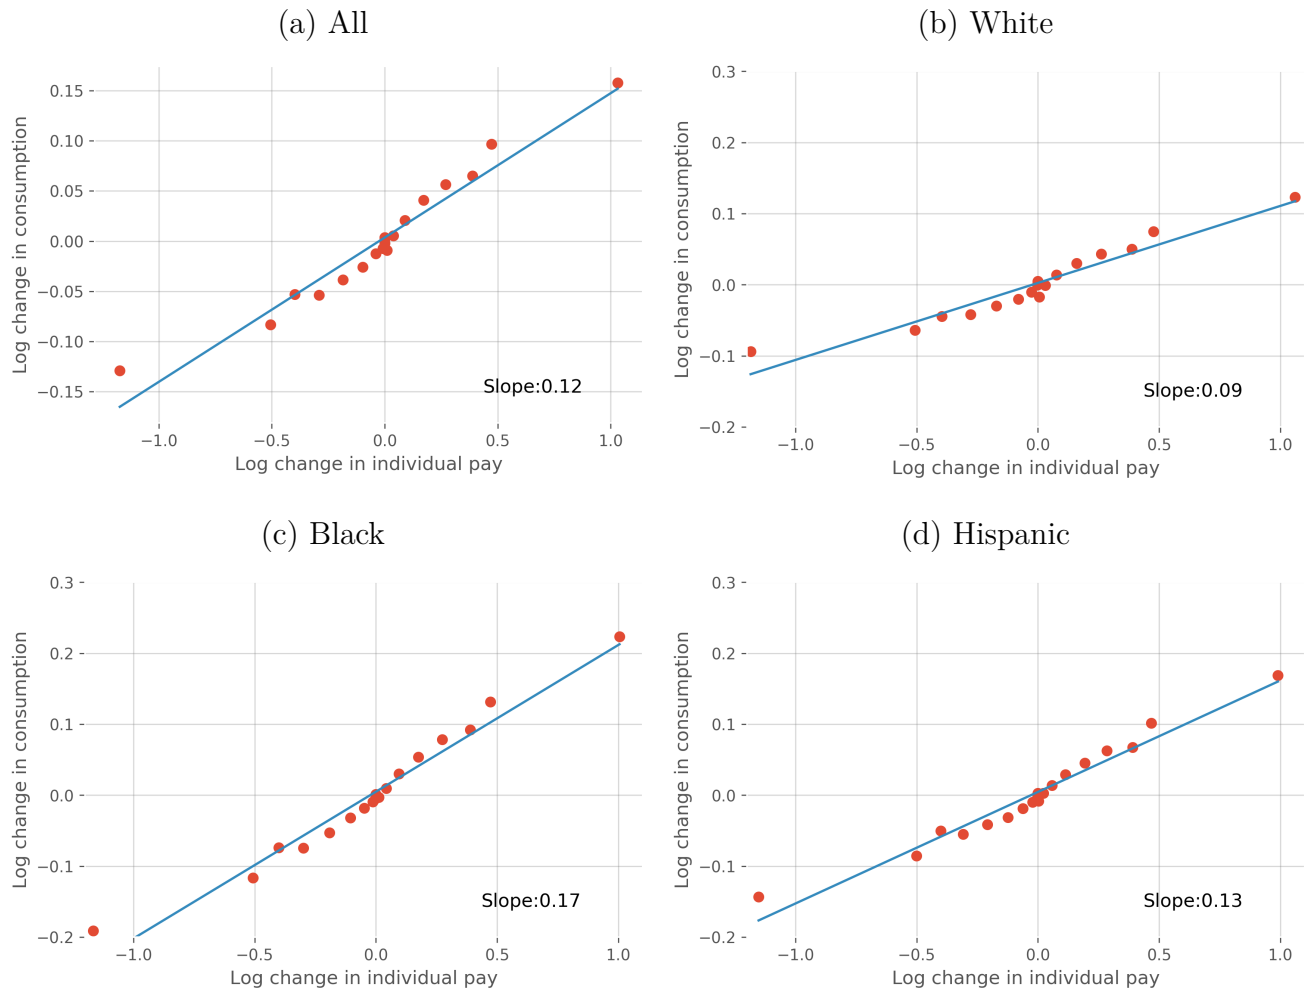 (a) All
Log change in consumption
0.15
0.10
0.05
0.00
−0.05
−0.10
−0.15
−1.0 −0.5 0.0 0.5 1.0
Log change in individual pay
Slope:0.12
(b) White
Log change in consumption
0.3
0.2
0.1
0.0
−0.1
−0.2
−1.0 −0.5 0.0 0.5 1.0
Log change in individual pay
Slope:0.09
(c) Black
Log change in consumption
0.3
0.2
0.1
0.0
−0.1
−0.2
−1.0 −0.5 0.0 0.5 1.0
Log change in individual pay
Slope:0.17
(d) Hispanic
Log change in consumption
0.3
0.2
0.1
0.0
−0.1
−0.2
−1.0 −0.5 0.0 0.5 1.0
Log change in individual pay
Slope:0.13